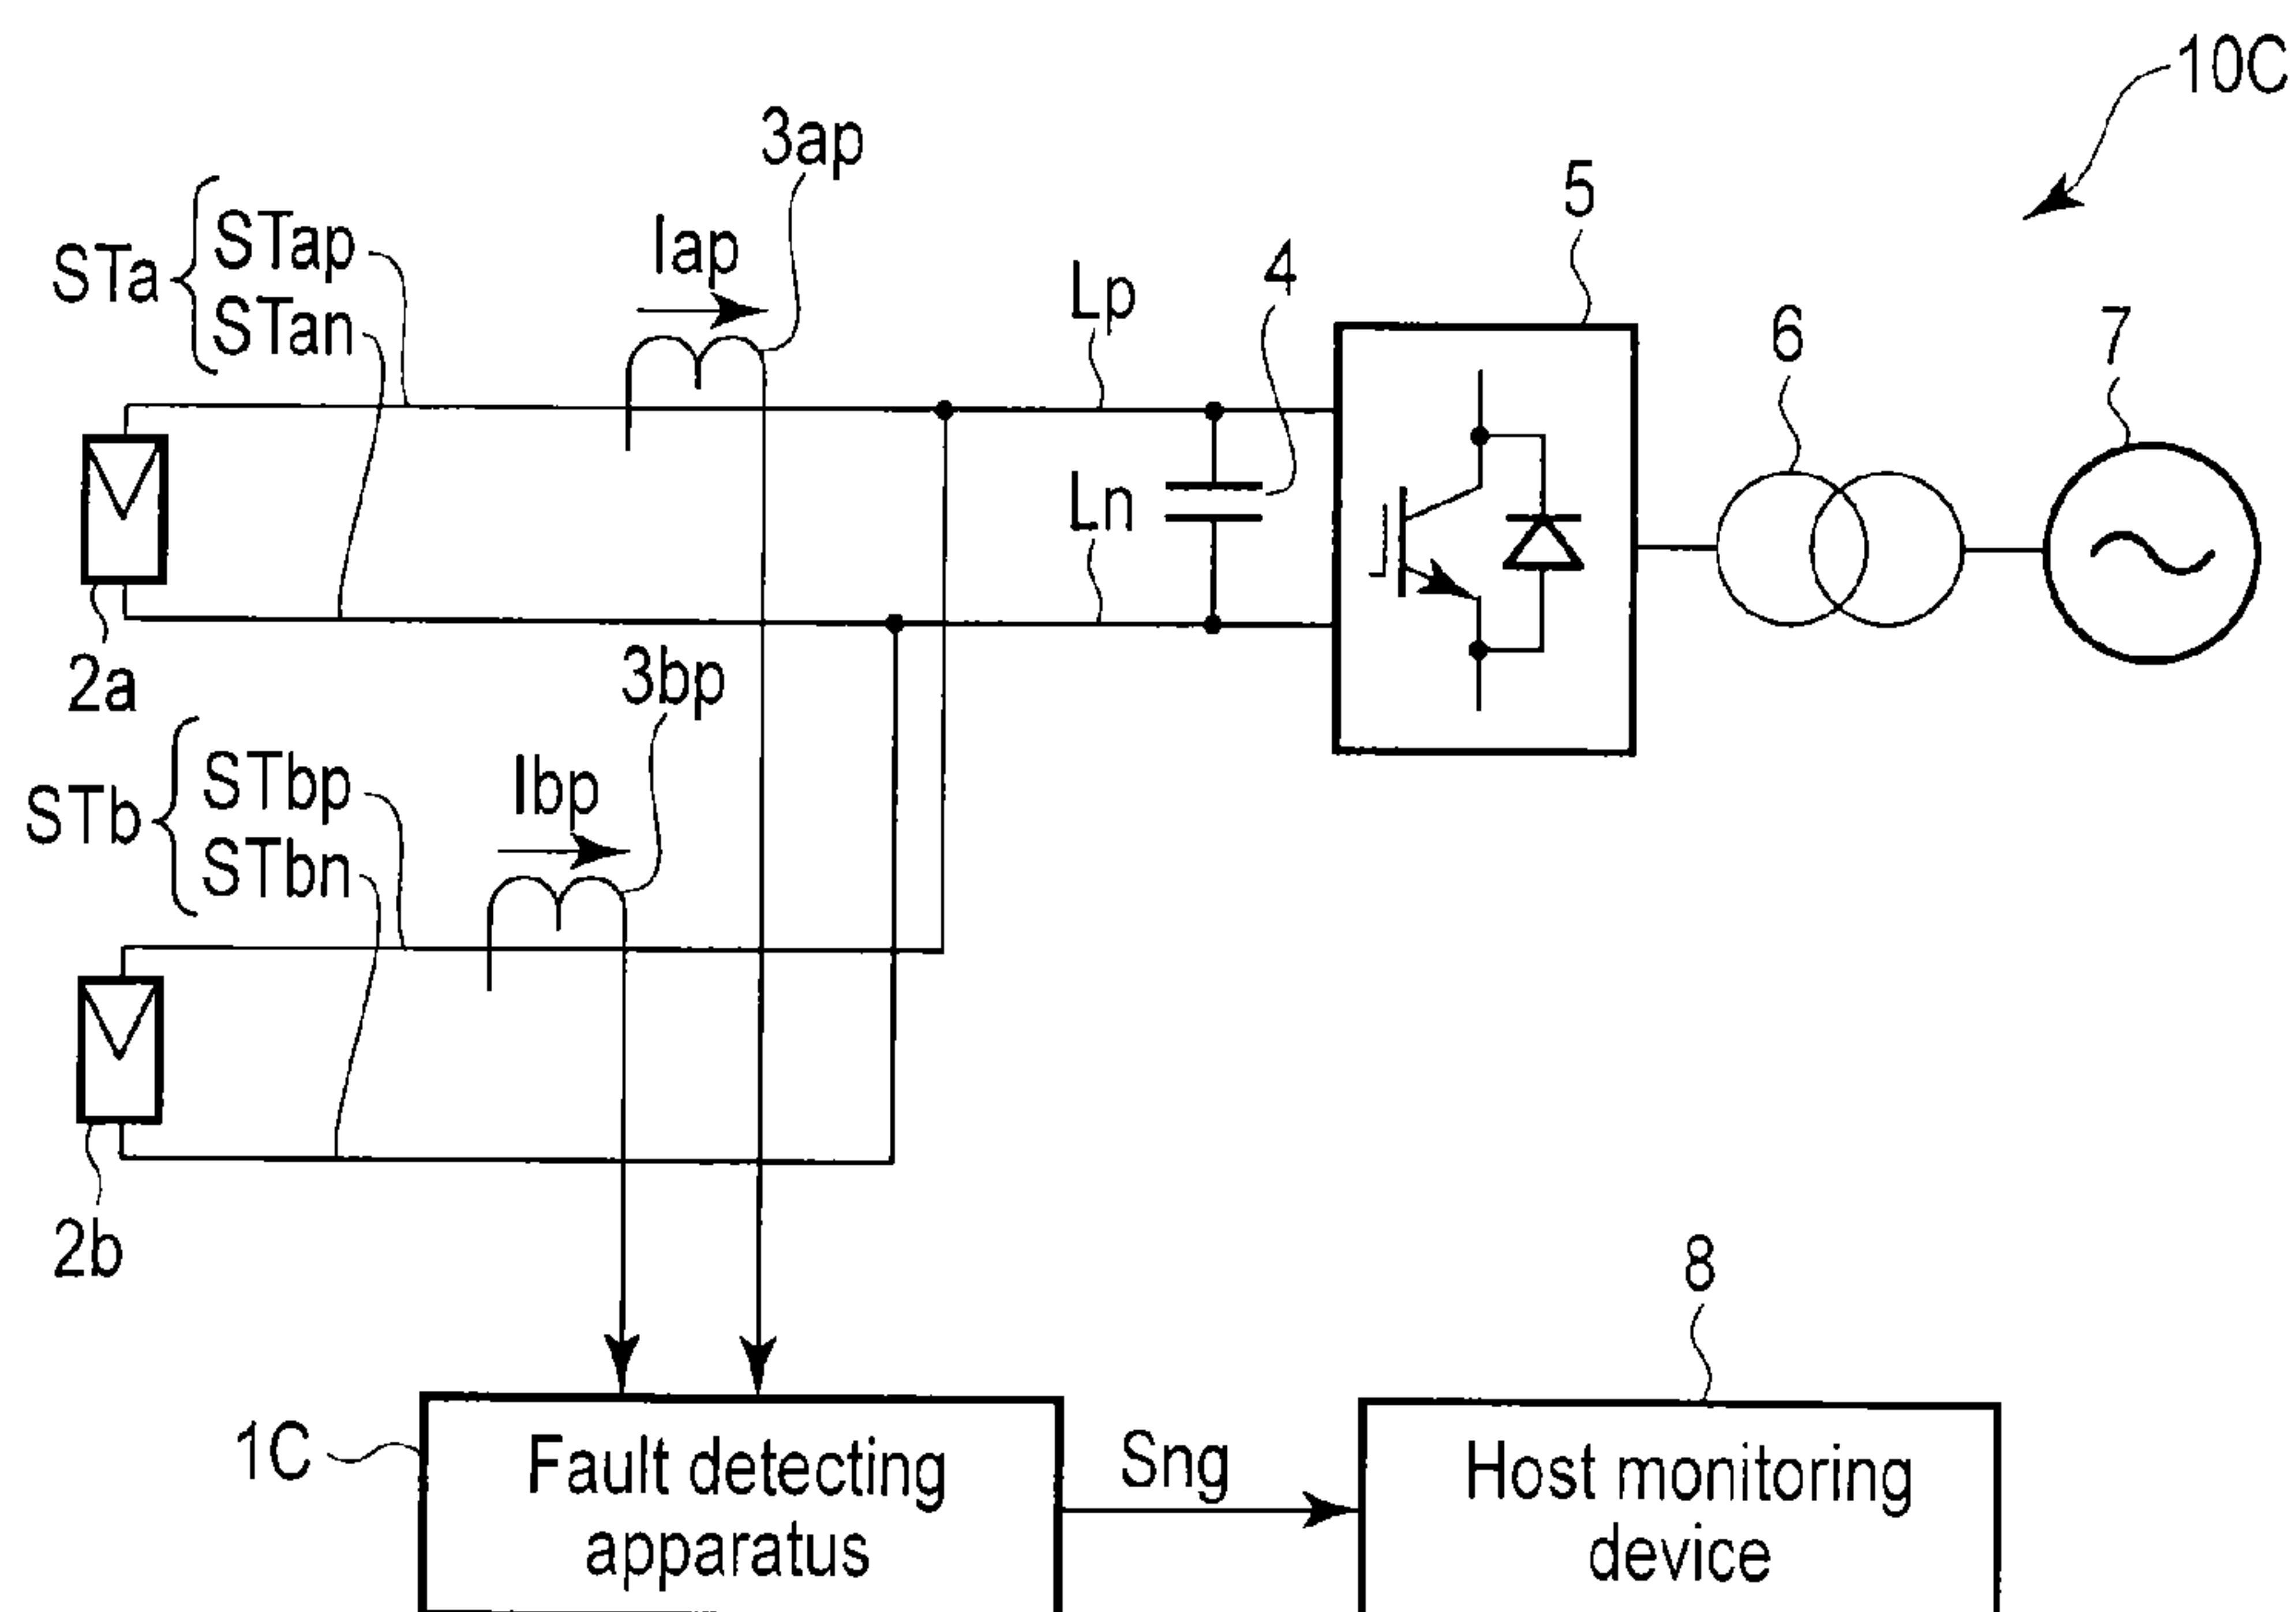 10C
3ap
5
STa
STap
STan
Iap
Lp
4
6
7
Ln
2a
3bp
STb
STbp
STbn
Ibp
2b
8
1C
Fault detecting
apparatus
Sng
Host monitoring
device